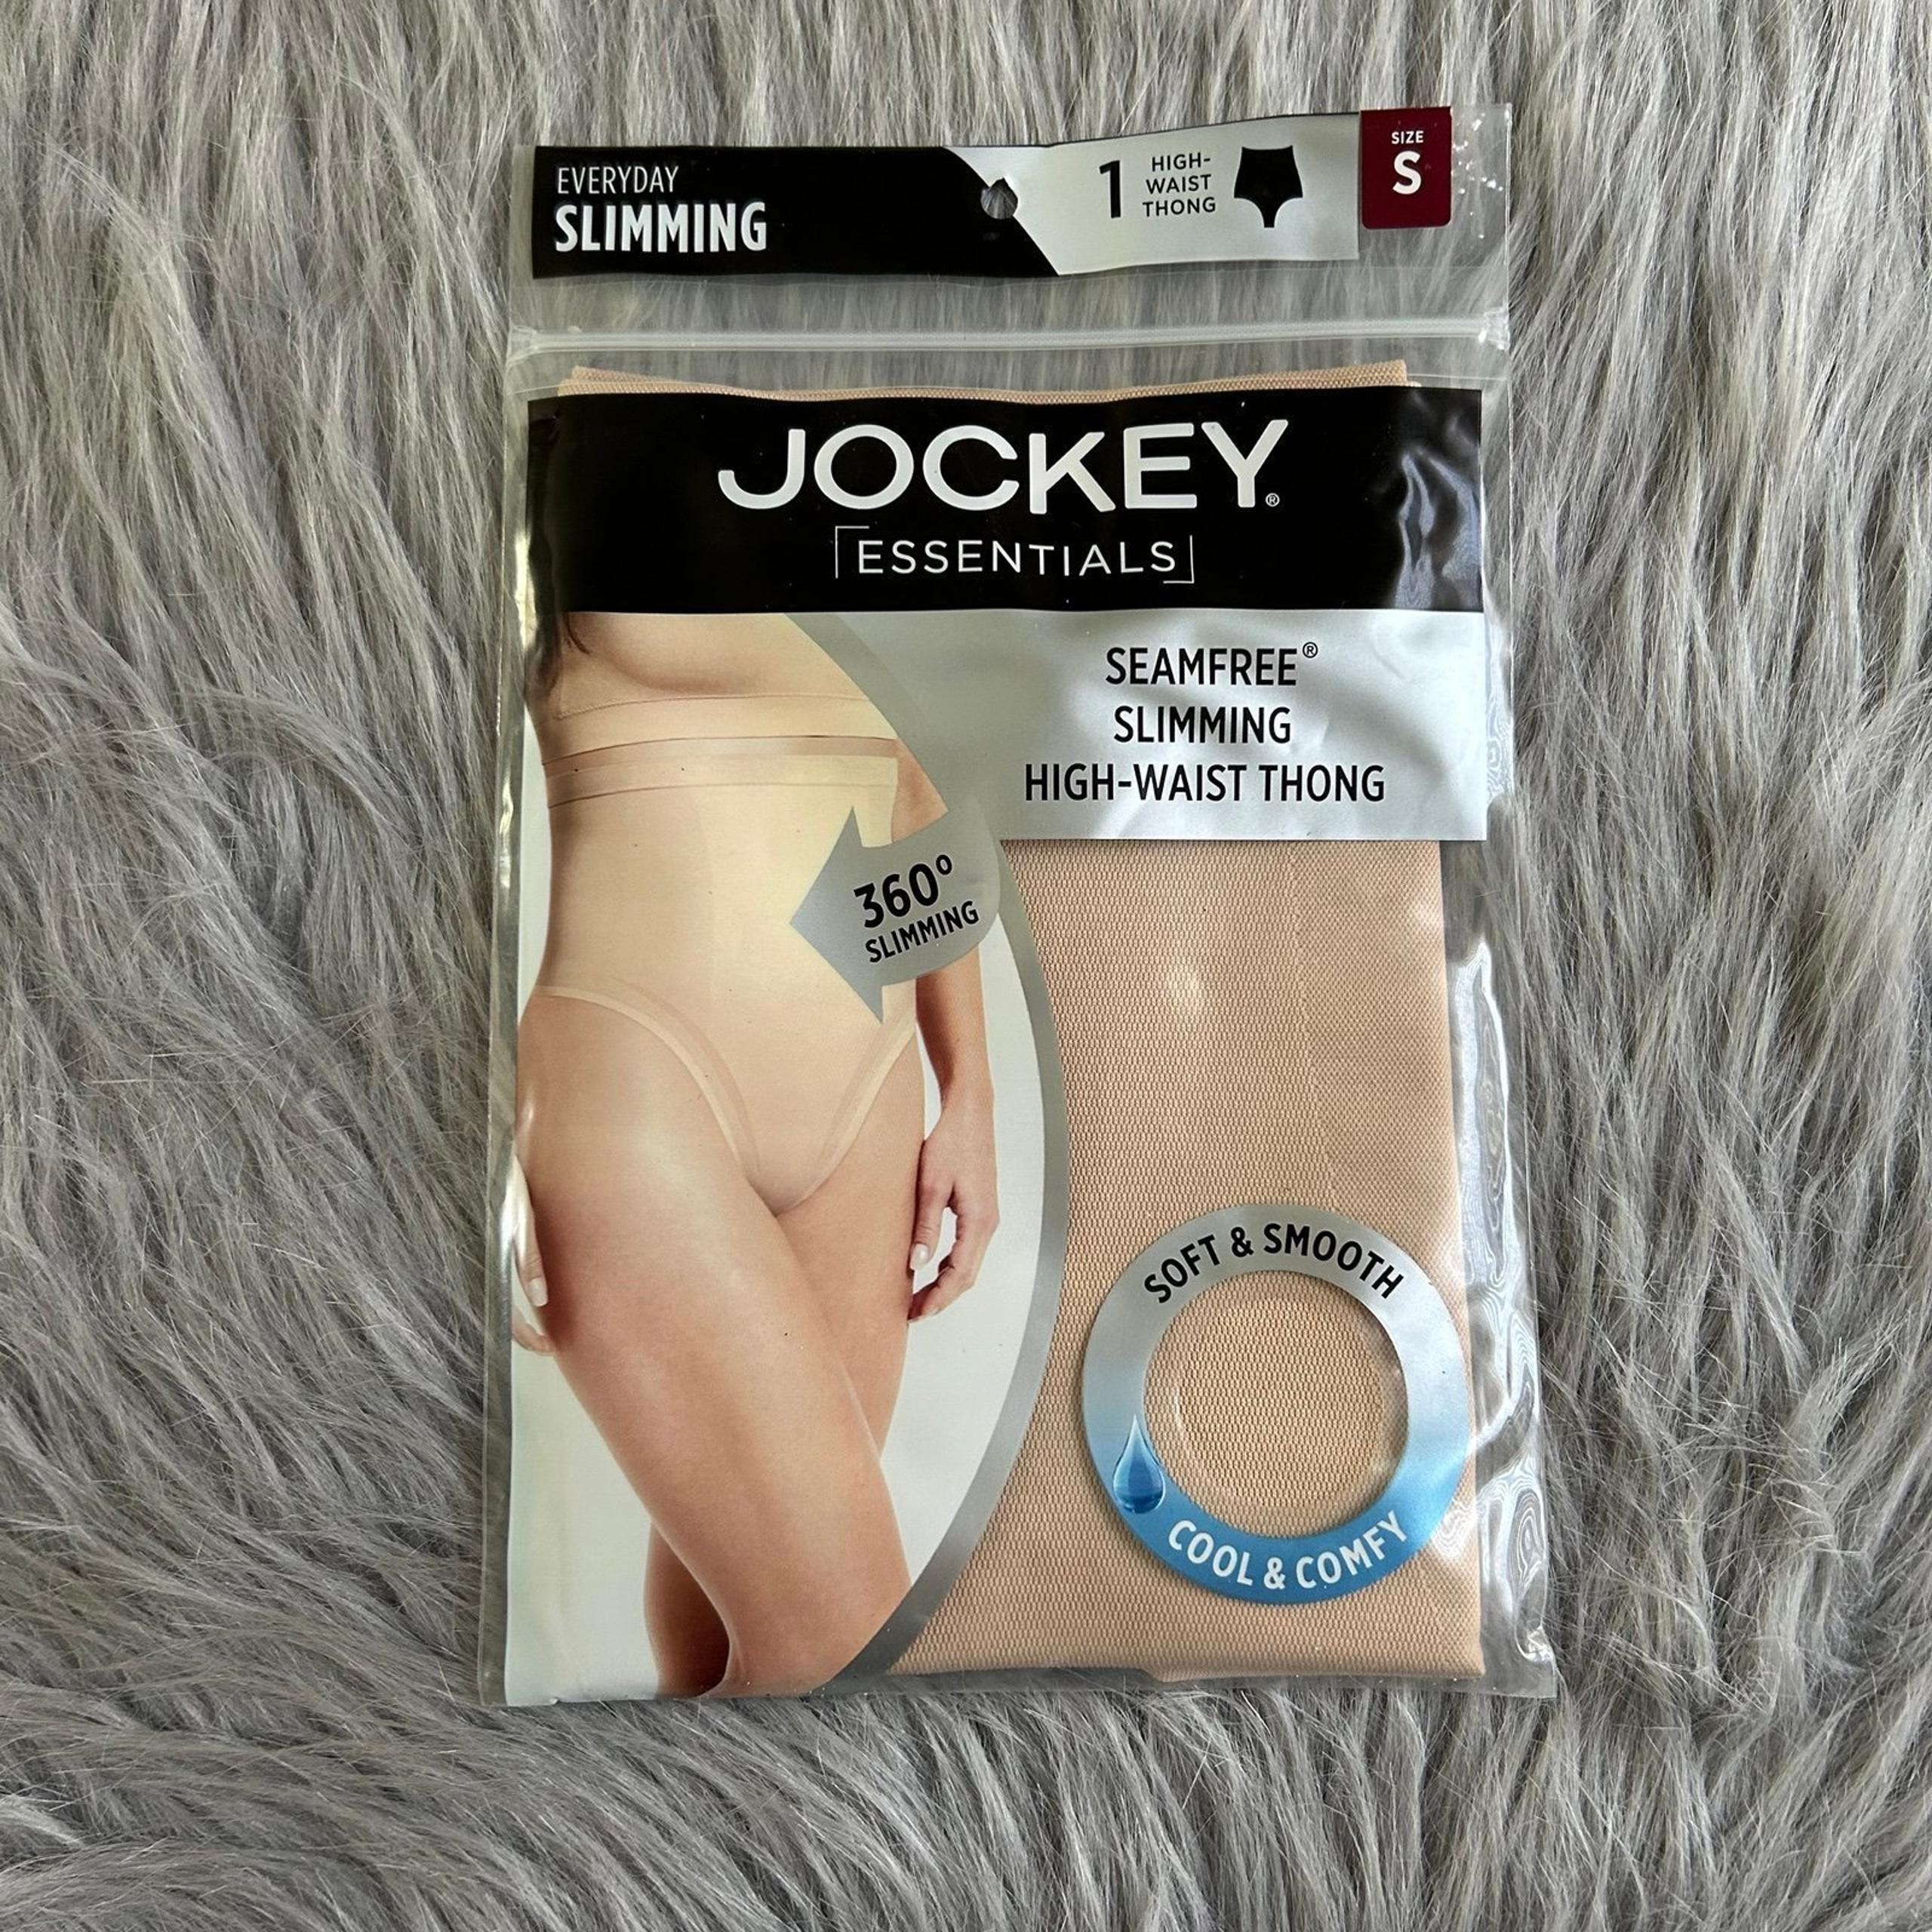 EVERYDAY
SLIMMING
1
HIGH-
WAIST
THONG
SIZE
S
JOCKEY®
ESSENTIALS
SEAMFREE®
SLIMMING
HIGH-WAIST THONG
360°
SLIMMING
SOFT & SMOOTH
COOL & COMFY